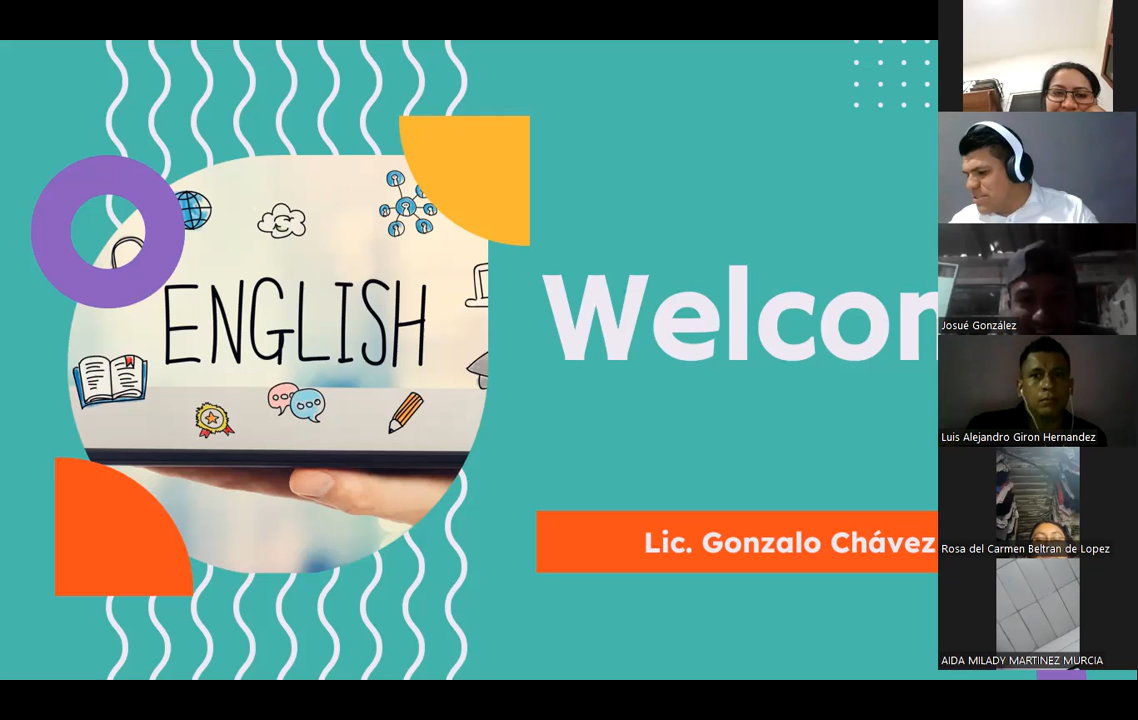 ENGLISH
Welcom
Lic. Gonzalo Chávez
Josué González
Luis Alejandro Giron Hernandez
Rosa del Carmen Beltran de Lopez
AIDA MILADY MARTINEZ MURCIA